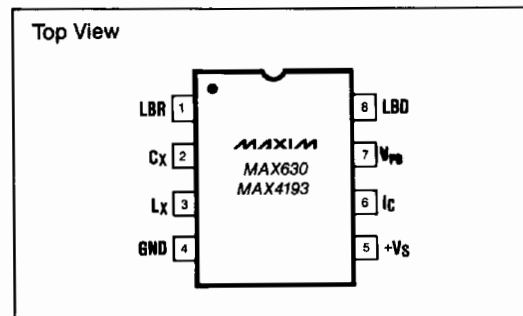 Top View
LBR 1
CX 2
LX 3
GND 4
MAXIM
MAX630
MAX4193
8 LBD
7
6 IC
5 +VS